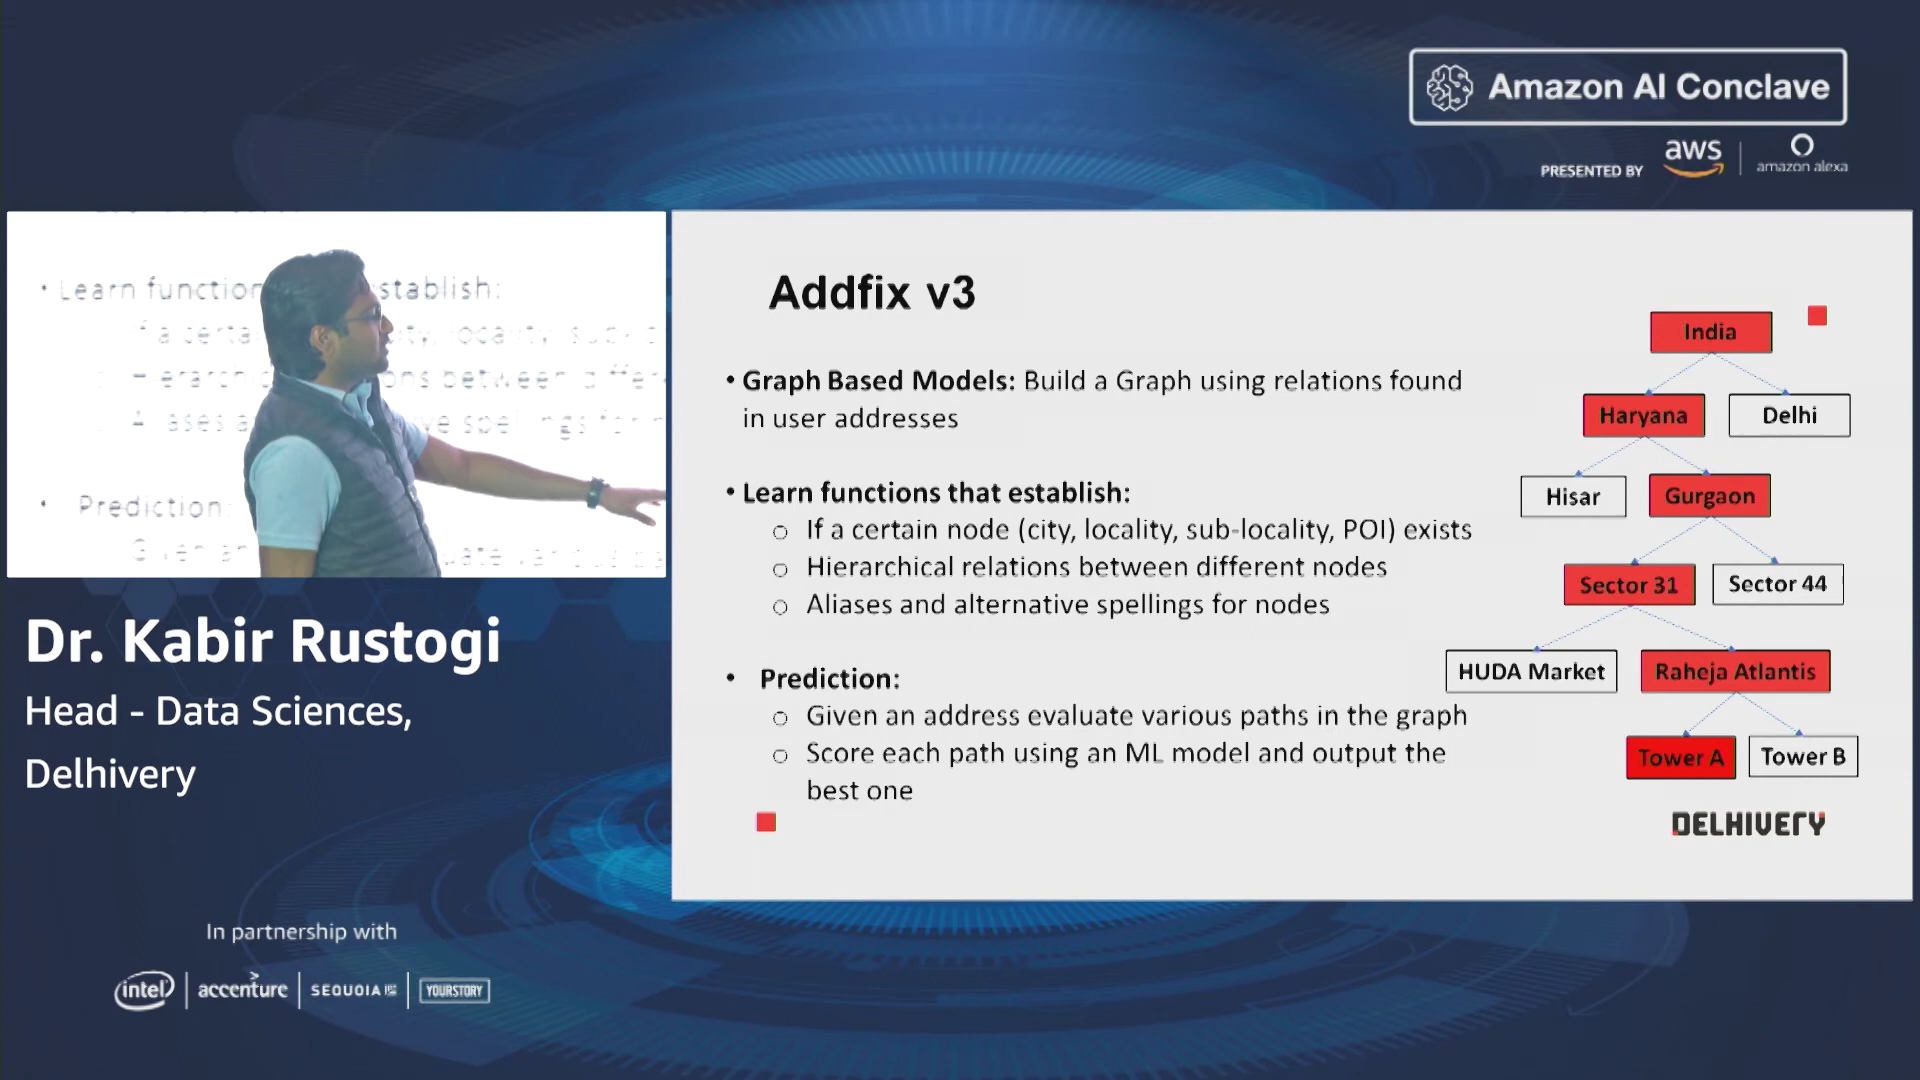 Amazon AI Conclave
PRESENTED BY
aws
amazon alexa
Learn function
stablish:
Prediction
Dr. Kabir Rustogi
Head - Data Sciences,
Delhivery
In partnership with
intel
accenture
SEQUOIA
YOURSTORY
Addfix v3
• Graph Based Models: Build a Graph using relations found
in user addresses
• Learn functions that establish:
○ If a certain node (city, locality, sub-locality, POI) exists
○ Hierarchical relations between different nodes
○ Aliases and alternative spellings for nodes
• Prediction:
○ Given an address evaluate various paths in the graph
○ Score each path using an ML model and output the
best one
India
Haryana
Delhi
Hisar
Gurgaon
Sector 31
Sector 44
HUDA Market
Raheja Atlantis
Tower A
Tower B
DELHIVERY